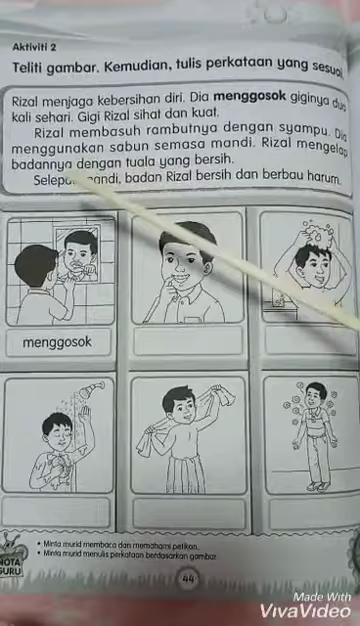 Aktiviti 2
Teliti gambar. Kemudian, tulis perkataan yang sesuai
Rizal menjaga kebersihan diri. Dia menggosok giginya dua
kali sehari. Gigi Rizal sihat dan kuat.
Rizal membasuh rambutnya dengan syampu. Dia
menggunakan sabun semasa mandi. Rizal mengelap
badannya dengan tuala yang bersih.
mandi, badan Rizal bersih dan berbau harum.
menggosok
• Minta murid membaca dan memahami petikan.
• Minta murid menulis perkataan berdasarkan gambar.
NOTA
GURU
44
Made With
VivaVideo